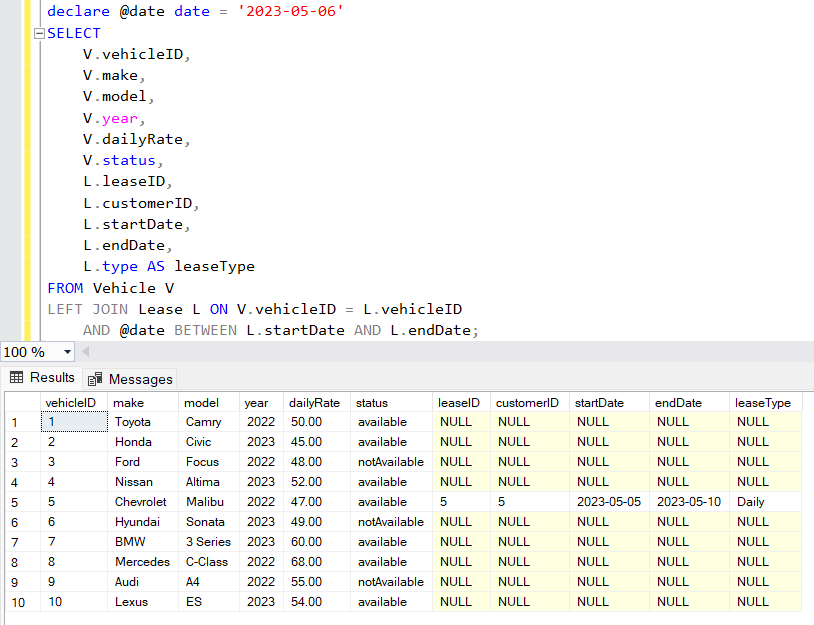 declare @date date = '2023-05-06'
SELECT
V.vehicleID,
V.make,
V.model,
V.year,
V.dailyRate,
V.status,
L.leaseID,
L.customerID,
L.startDate,
L.endDate,
L.type AS leaseType
FROM Vehicle V
LEFT JOIN Lease L ON V.vehicleID = L.vehicleID
AND @date BETWEEN L.startDate AND L.endDate;
100 %
Results Messages
vehicleID make model year dailyRate status leaseID customerID startDate endDate leaseType
1 1 Toyota Camry 2022 50.00 available NULL NULL NULL NULL NULL
2 2 Honda Civic 2023 45.00 available NULL NULL NULL NULL NULL
3 3 Ford Focus 2022 48.00 notAvailable NULL NULL NULL NULL NULL
4 4 Nissan Altima 2023 52.00 available NULL NULL NULL NULL NULL
5 5 Chevrolet Malibu 2022 47.00 available 5 5 2023-05-05 2023-05-10 Daily
6 6 Hyundai Sonata 2023 49.00 notAvailable NULL NULL NULL NULL NULL
7 7 BMW 3 Series 2023 60.00 available NULL NULL NULL NULL NULL
8 8 Mercedes C-Class 2022 68.00 available NULL NULL NULL NULL NULL
9 9 Audi A4 2022 55.00 notAvailable NULL NULL NULL NULL NULL
10 10 Lexus ES 2023 54.00 available NULL NULL NULL NULL NULL